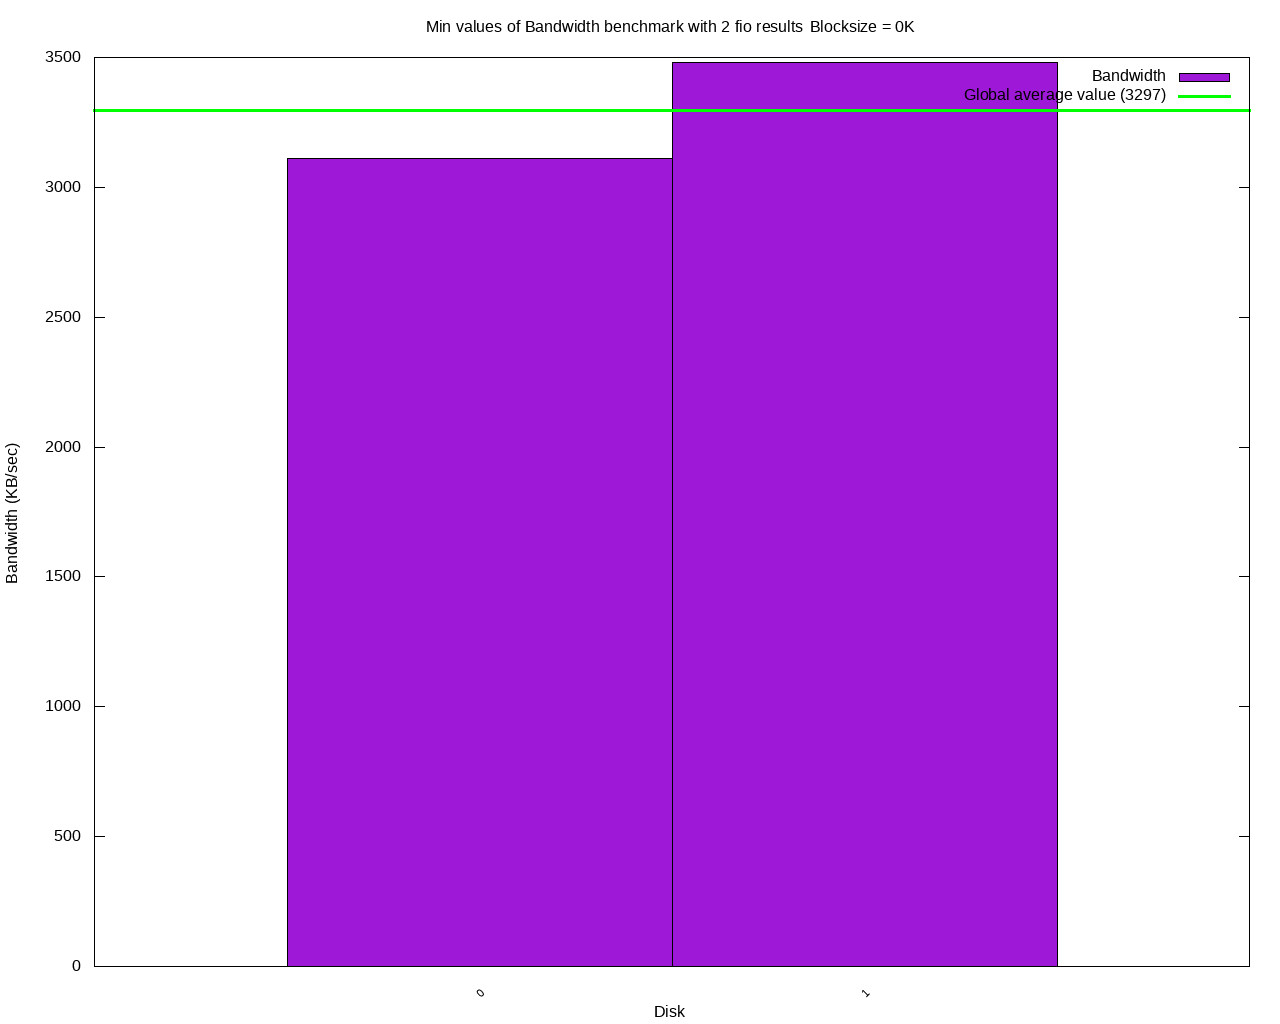 Min values of Bandwidth benchmark with 2 fio results Blocksize = 0K
3500
3000
2500
2000
1500
1000
500
0
Bandwidth (KB/sec)
Bandwidth
Global average value (3297)
0
1
Disk